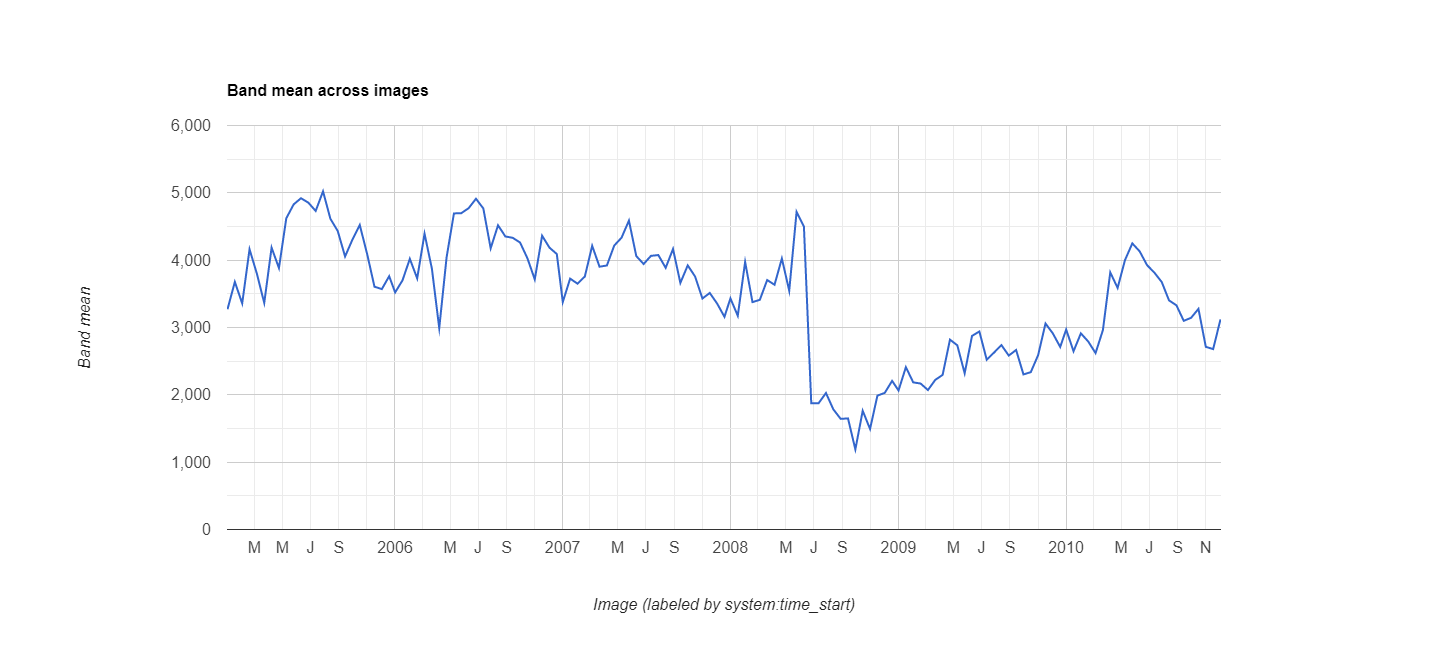 Band mean across images
6,000
5,000
4,000
3,000
2,000
1,000
0
Band mean
M M J S 2006 M J S 2007 M J S 2008 M J S 2009 M J S 2010 M J S N
Image (labeled by system:time_start)